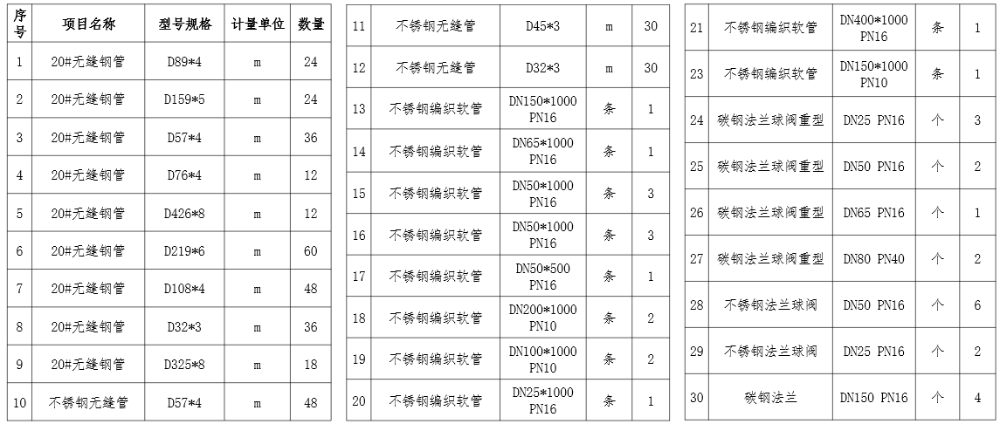 序号 项目名称 型号规格 计量单位 数量
1 20#无缝钢管 D89*4 m 24
2 20#无缝钢管 D159*5 m 24
3 20#无缝钢管 D57*4 m 36
4 20#无缝钢管 D76*4 m 12
5 20#无缝钢管 D426*8 m 12
6 20#无缝钢管 D219*6 m 60
7 20#无缝钢管 D108*4 m 48
8 20#无缝钢管 D32*3 m 36
9 20#无缝钢管 D325*8 m 18
10 不锈钢无缝管 D57*4 m 48
11 不锈钢无缝管 D45*3 m 30
12 不锈钢无缝管 D32*3 m 30
13 不锈钢编织软管 DN150*1000 PN16 条 1
14 不锈钢编织软管 DN65*1000 PN16 条 1
15 不锈钢编织软管 DN50*1000 PN16 条 3
16 不锈钢编织软管 DN50*1000 PN16 条 3
17 不锈钢编织软管 DN50*500 PN16 条 1
18 不锈钢编织软管 DN200*1000 PN10 条 2
19 不锈钢编织软管 DN100*1000 PN10 条 2
20 不锈钢编织软管 DN25*1000 PN16 条 1
21 不锈钢编织软管 DN400*1000 PN16 条 1
23 不锈钢编织软管 DN150*1000 PN10 条 1
24 碳钢法兰球阀重型 DN25 PN16 个 3
25 碳钢法兰球阀重型 DN50 PN16 个 2
26 碳钢法兰球阀重型 DN65 PN16 个 1
27 碳钢法兰球阀重型 DN80 PN40 个 2
28 不锈钢法兰球阀 DN50 PN16 个 6
29 不锈钢法兰球阀 DN25 PN16 个 2
30 碳钢法兰 DN150 PN16 个 4